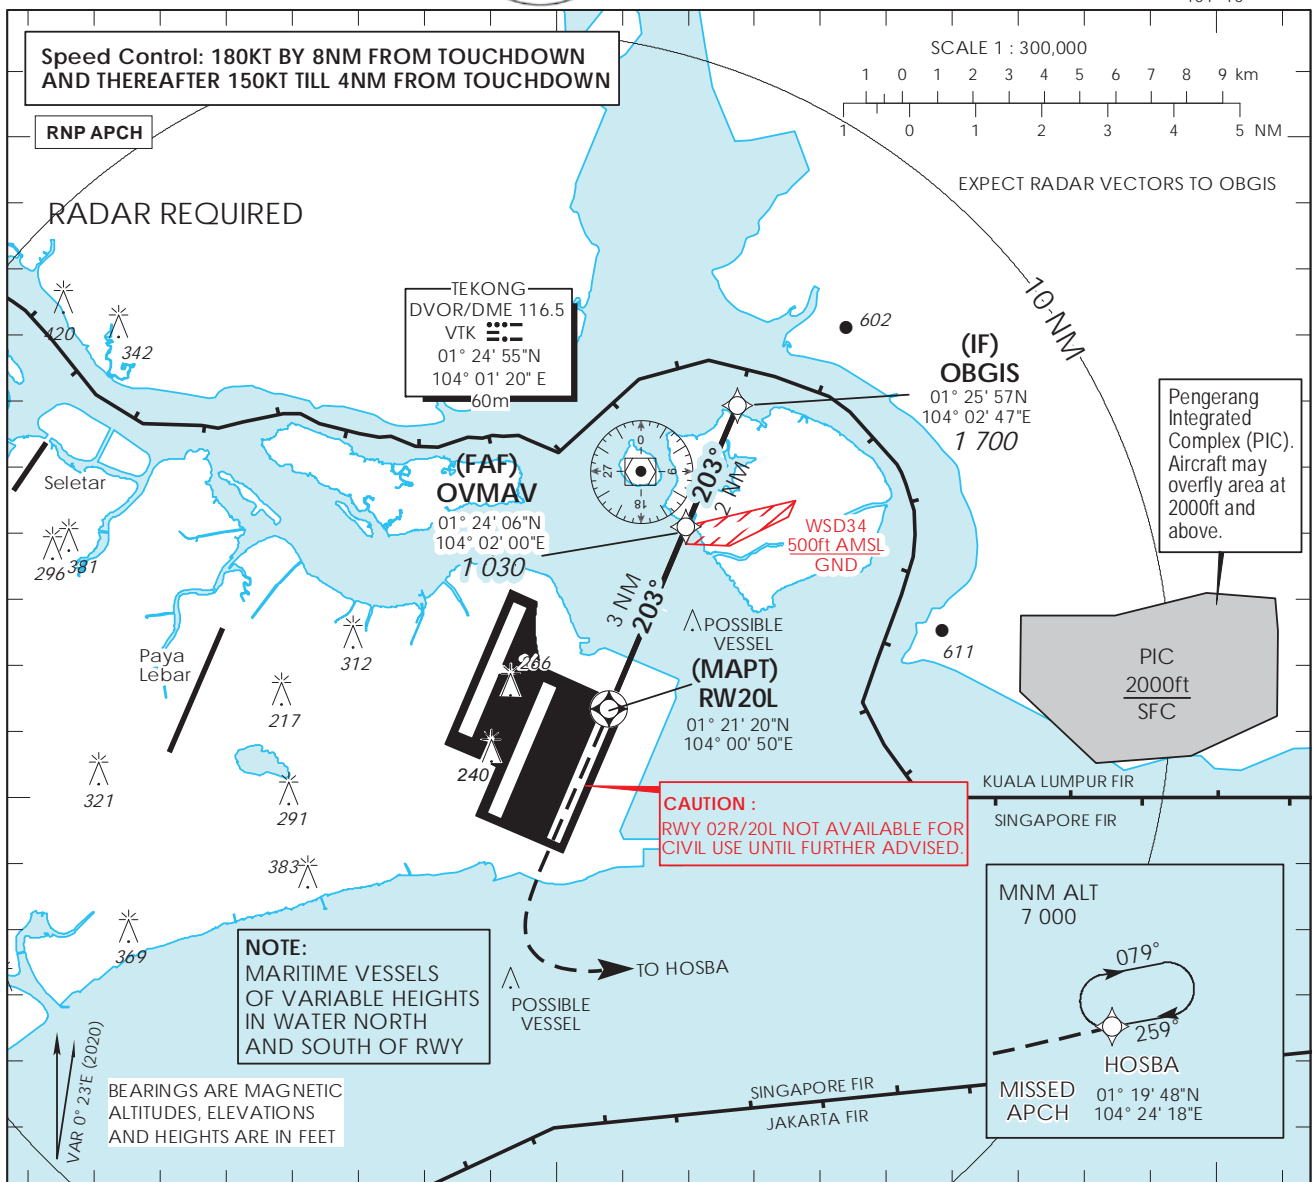 Speed Control: 180KT BY 8NM FROM TOUCHDOWN
AND THEREAFTER 150KT TILL 4NM FROM TOUCHDOWN
RNP APCH
RADAR REQUIRED
SCALE 1 : 300,000
1 0 1 2 3 4 5 6 7 8 9 km
1 0 1 2 3 4 5 NM
EXPECT RADAR VECTORS TO OBGIS
10 NM
TEKONG
DVOR/DME 116.5
VTK
01° 24' 55"N
104° 01' 20" E
60m
420
342
602
(IF)
OBGIS
01° 25' 57N
104° 02' 47"E
1 700
Pengerang
Integrated
Complex (PIC).
Aircraft may
overfly area at
2000ft and
above.
Seletar
296
381
(FAF)
OVMAV
01° 24' 06"N
104° 02' 00"E
1 030
0
9
18
27
203°
2 NM
WSD34
500ft AMSL
GND
3 NM
203°
POSSIBLE
VESSEL
611
PIC
2000ft
SFC
312
Paya
Lebar
217
266
240
(MAPT)
RW20L
01° 21' 20"N
104° 00' 50"E
321
291
383
369
CAUTION :
RWY 02R/20L NOT AVAILABLE FOR
CIVIL USE UNTIL FURTHER ADVISED.
KUALA LUMPUR FIR
SINGAPORE FIR
NOTE:
MARITIME VESSELS
OF VARIABLE HEIGHTS
IN WATER NORTH
AND SOUTH OF RWY
TO HOSBA
POSSIBLE
VESSEL
MNM ALT
7 000
079°
259°
HOSBA
01° 19' 48"N
104° 24' 18"E
MISSED
APCH
VAR 0° 23'E (2020)
BEARINGS ARE MAGNETIC
ALTITUDES, ELEVATIONS
AND HEIGHTS ARE IN FEET
SINGAPORE FIR
JAKARTA FIR